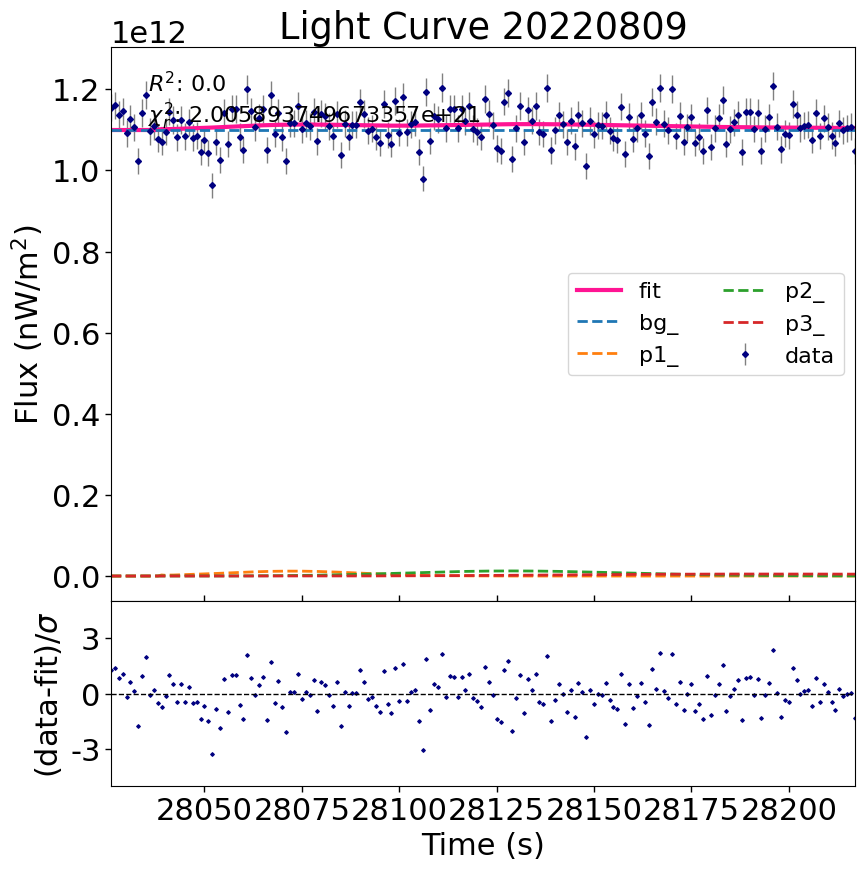 Light Curve 20220809
1e12
R²: 0.0
χ²: 2.005893749673357e+21
1.2
1.0
0.8
0.6
0.4
0.2
0.0
Flux (nW/m²)
fit
bg_
p1_
p2_
p3_
data
3
0
-3
(data-fit)/σ
28050 28075 28100 28125 28150 28175 28200
Time (s)